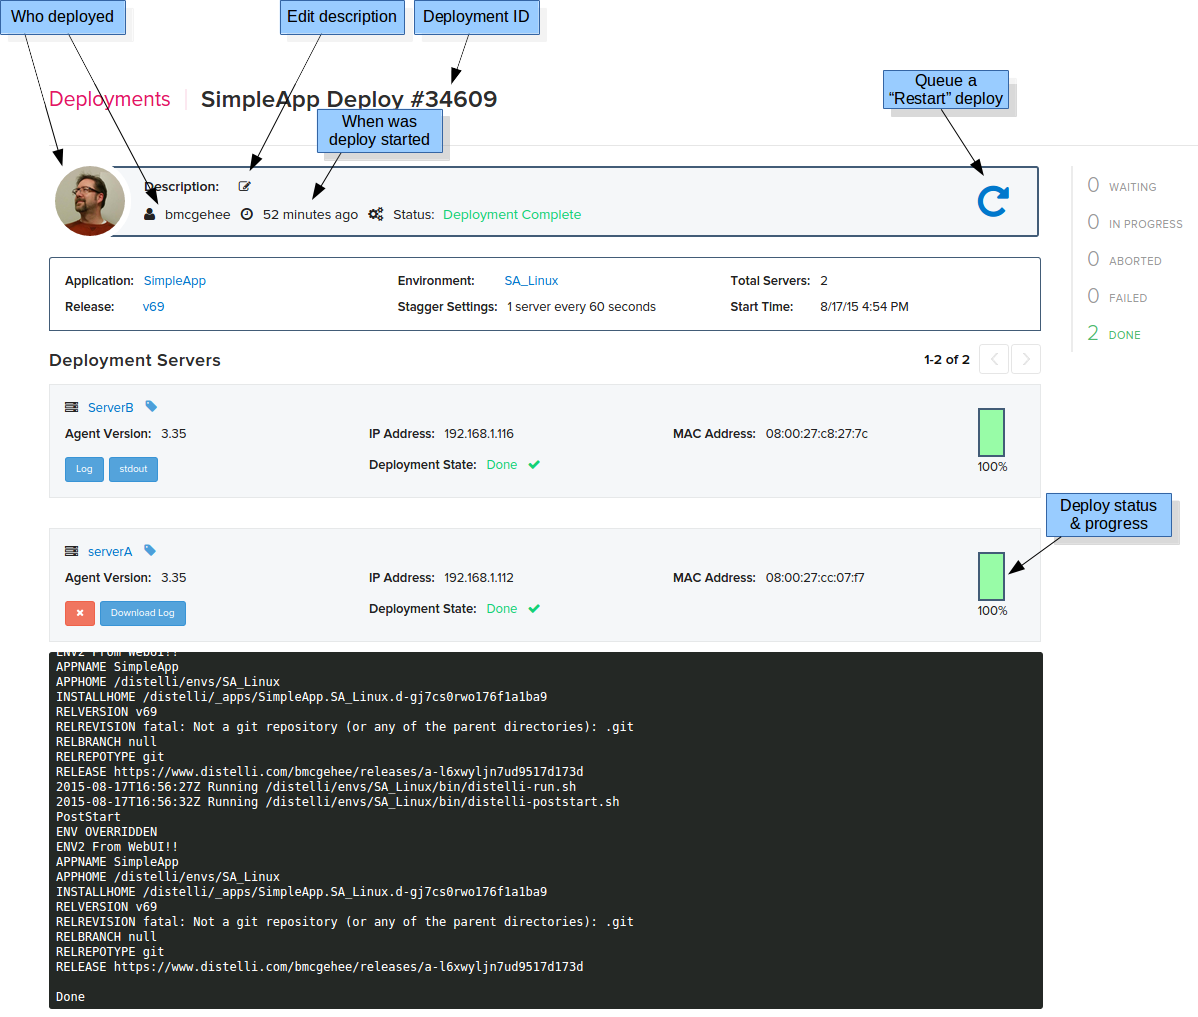 Who deployed
Edit description
Deployment ID
Deployments
SimpleApp Deploy #34609
Queue a
“Restart” deploy
When was
deploy started
Description:
bmcgehee
52 minutes ago
Status: Deployment Complete
0 WAITING
0 IN PROGRESS
0 ABORTED
0 FAILED
2 DONE
Application: SimpleApp
Environment: SA_Linux
Total Servers: 2
Release: v69
Stagger Settings: 1 server every 60 seconds
Start Time: 8/17/15 4:54 PM
Deployment Servers
1-2 of 2
ServerB
Agent Version: 3.35
IP Address: 192.168.1.116
MAC Address: 08:00:27:c8:27:7c
Log
stdout
Deployment State: Done
100%
Deploy status
& progress
serverA
Agent Version: 3.35
IP Address: 192.168.1.112
MAC Address: 08:00:27:cc:07:f7
Download Log
Deployment State: Done
100%
ENV2 From WebUI!!
APPNAME SimpleApp
APPHOME /distelli/envs/SA_Linux
INSTALLHOME /distelli/_apps/SimpleApp.SA_Linux.d-gj7cs0rwo176f1a1ba9
RELVERSION v69
RELREVISION fatal: Not a git repository (or any of the parent directories): .git
RELBRANCH null
RELREPOTYPE git
RELEASE https://www.distelli.com/bmcgehee/releases/a-l6xwyljn7ud9517d173d
2015-08-17T16:56:27Z Running /distelli/envs/SA_Linux/bin/distelli-run.sh
2015-08-17T16:56:32Z Running /distelli/envs/SA_Linux/bin/distelli-poststart.sh
PostStart
ENV OVERRIDDEN
ENV2 From WebUI!!
APPNAME SimpleApp
APPHOME /distelli/envs/SA_Linux
INSTALLHOME /distelli/_apps/SimpleApp.SA_Linux.d-gj7cs0rwo176f1a1ba9
RELVERSION v69
RELREVISION fatal: Not a git repository (or any of the parent directories): .git
RELBRANCH null
RELREPOTYPE git
RELEASE https://www.distelli.com/bmcgehee/releases/a-l6xwyljn7ud9517d173d
Done